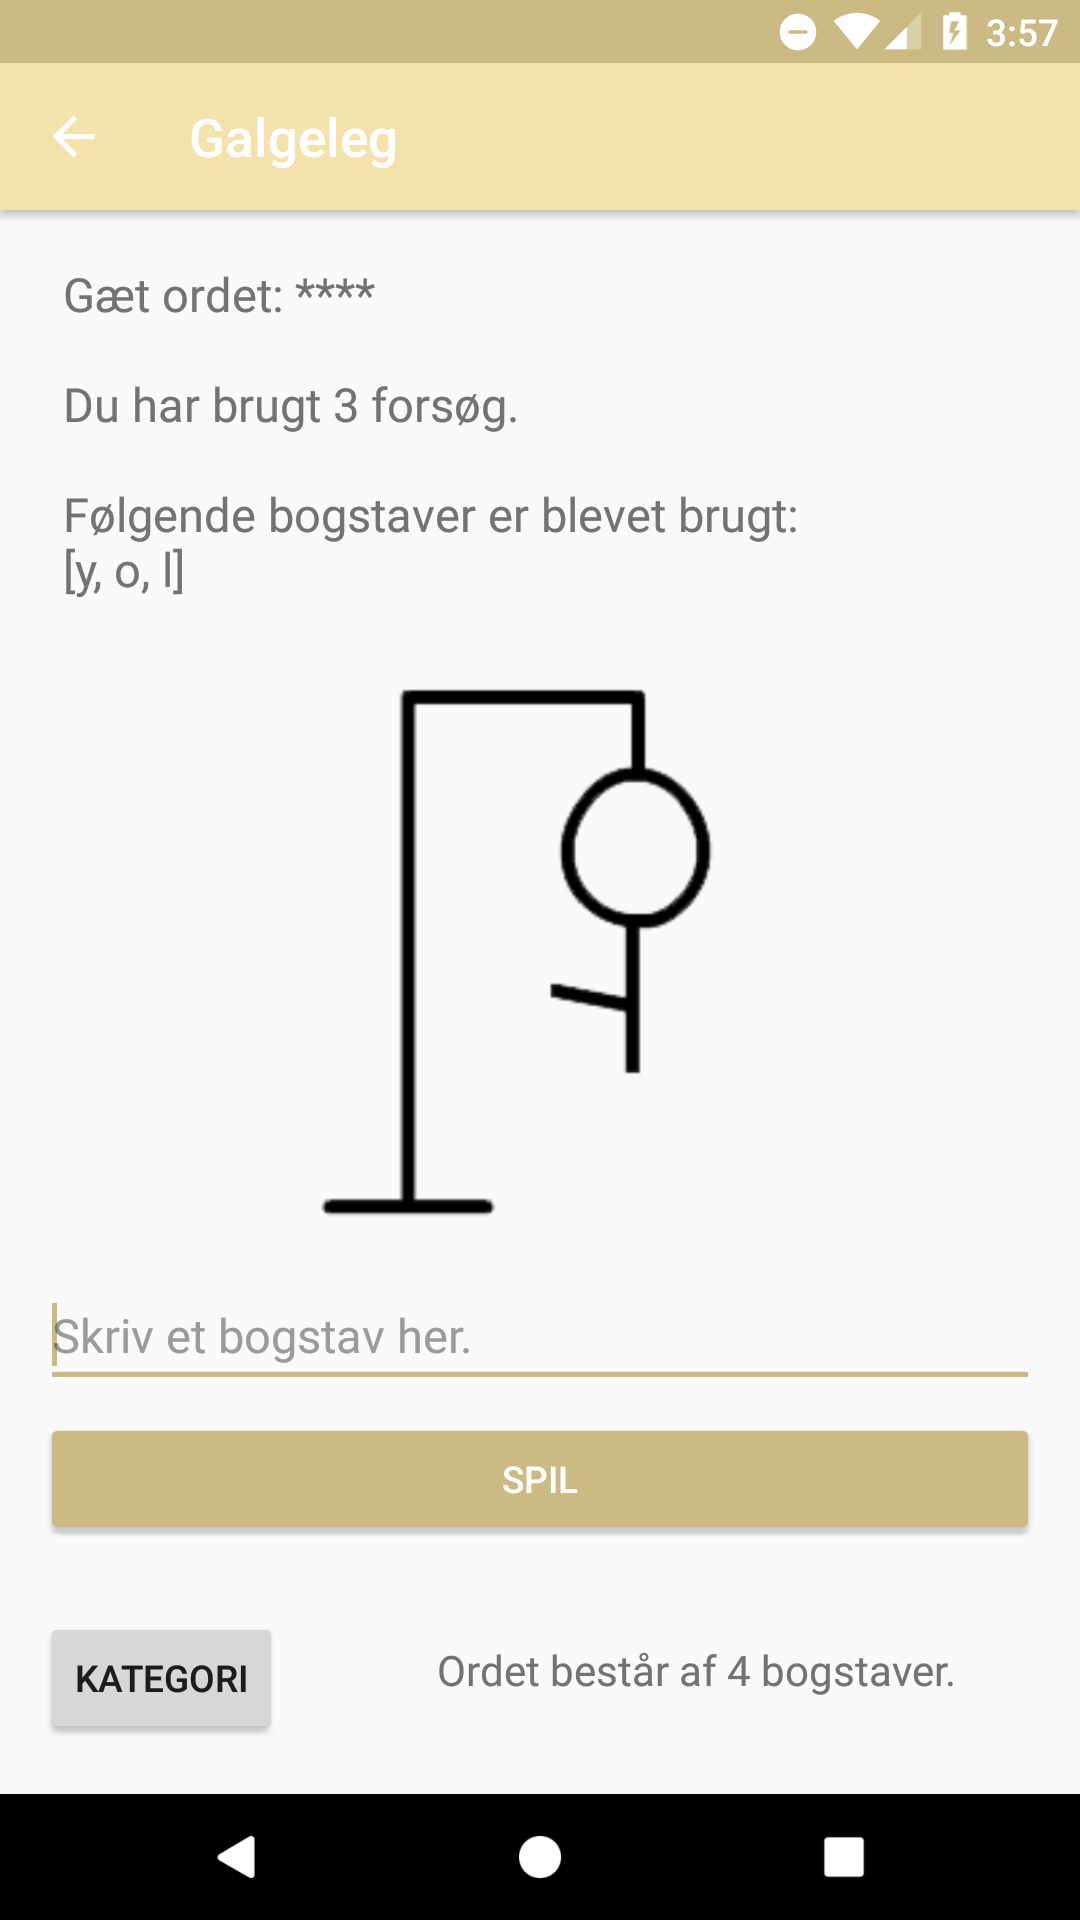 3:57
Galgeleg
Gæt ordet: ****
Du har brugt 3 forsøg.
Følgende bogstaver er blevet brugt:
[y, o, l]
Skriv et bogstav her.
SPIL
KATEGORI
Ordet består af 4 bogstaver.